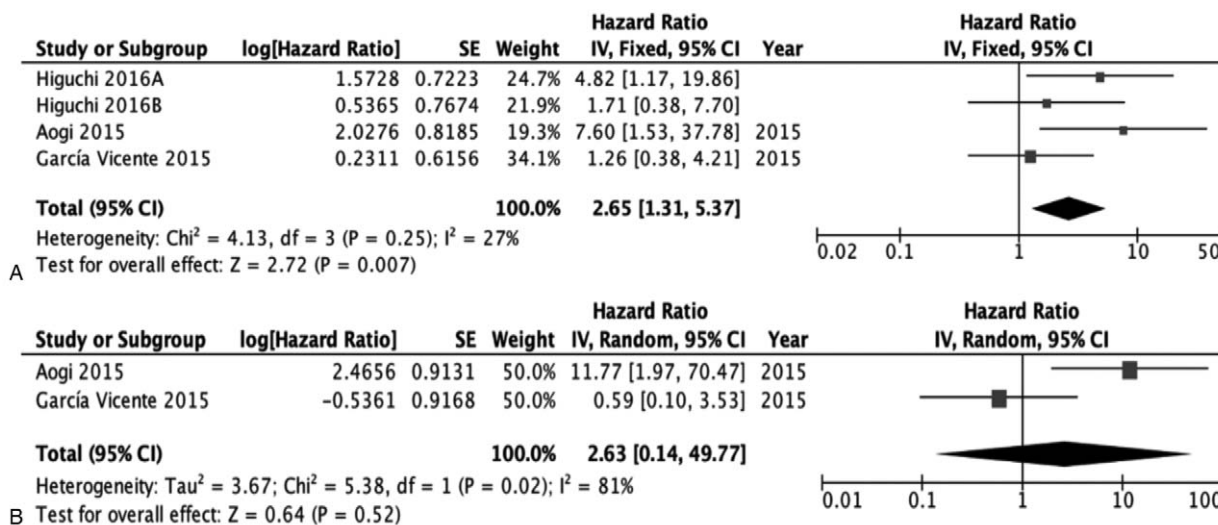 Hazard Ratio Hazard Ratio
Study or Subgroup log[Hazard Ratio] SE Weight IV, Fixed, 95% CI Year IV, Fixed, 95% CI
Higuchi 2016A 1.5728 0.7223 24.7% 4.82 [1.17, 19.86]
Higuchi 2016B 0.5365 0.7674 21.9% 1.71 [0.38, 7.70]
Aogi 2015 2.0276 0.8185 19.3% 7.60 [1.53, 37.78] 2015
García Vicente 2015 0.2311 0.6156 34.1% 1.26 [0.38, 4.21] 2015
Total (95% CI) 100.0% 2.65 [1.31, 5.37]
Heterogeneity: Chi² = 4.13, df = 3 (P = 0.25); I² = 27%
0.02 0.1 1 10 50
A Test for overall effect: Z = 2.72 (P = 0.007)
Hazard Ratio Hazard Ratio
Study or Subgroup log[Hazard Ratio] SE Weight IV, Random, 95% CI Year IV, Random, 95% CI
Aogi 2015 2.4656 0.9131 50.0% 11.77 [1.97, 70.47] 2015
García Vicente 2015 −0.5361 0.9168 50.0% 0.59 [0.10, 3.53] 2015
Total (95% CI) 100.0% 2.63 [0.14, 49.77]
Heterogeneity: Tau² = 3.67; Chi² = 5.38, df = 1 (P = 0.02); I² = 81%
0.01 0.1 1 10 100
B Test for overall effect: Z = 0.64 (P = 0.52)